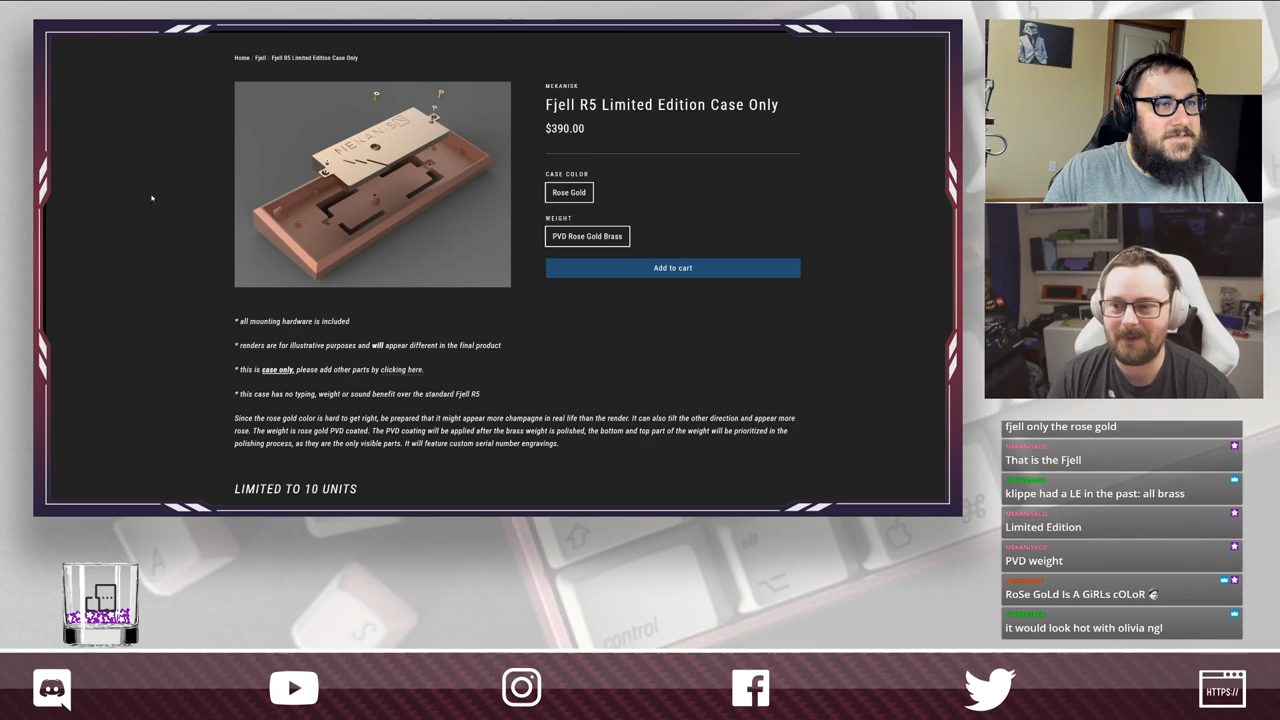 Home / Fjell / Fjell R5 Limited Edition Case Only
MEKANISK
MEKANISK
Fjell R5 Limited Edition Case Only
$390.00
CASE COLOR
Rose Gold
WEIGHT
PVD Rose Gold Brass
Add to cart
* all mounting hardware is included
* renders are for illustrative purposes and will appear different in the final product
* this is case only, please add other parts by clicking here.
* this case has no typing, weight or sound benefit over the standard Fjell R5
Since the rose gold color is hard to get right, be prepared that it might appear more champagne in real life than the render. It can also tilt the other direction and appear more
rose. The weight is rose gold PVD coated. The PVD coating will be applied after the brass weight is polished, the bottom and top part of the weight will be prioritized in the
polishing process, as they are the only visible parts. It will feature custom serial number engravings.
LIMITED TO 10 UNITS
fjell only the rose gold
MEKANISKCO
That is the Fjell
klippe had a LE in the past: all brass
MEKANISKCO
Limited Edition
MEKANISKCO
PVD weight
RoSe GoLd Is A GiRLs cOLoR
it would look hot with olivia ngl
control
HTTPS://